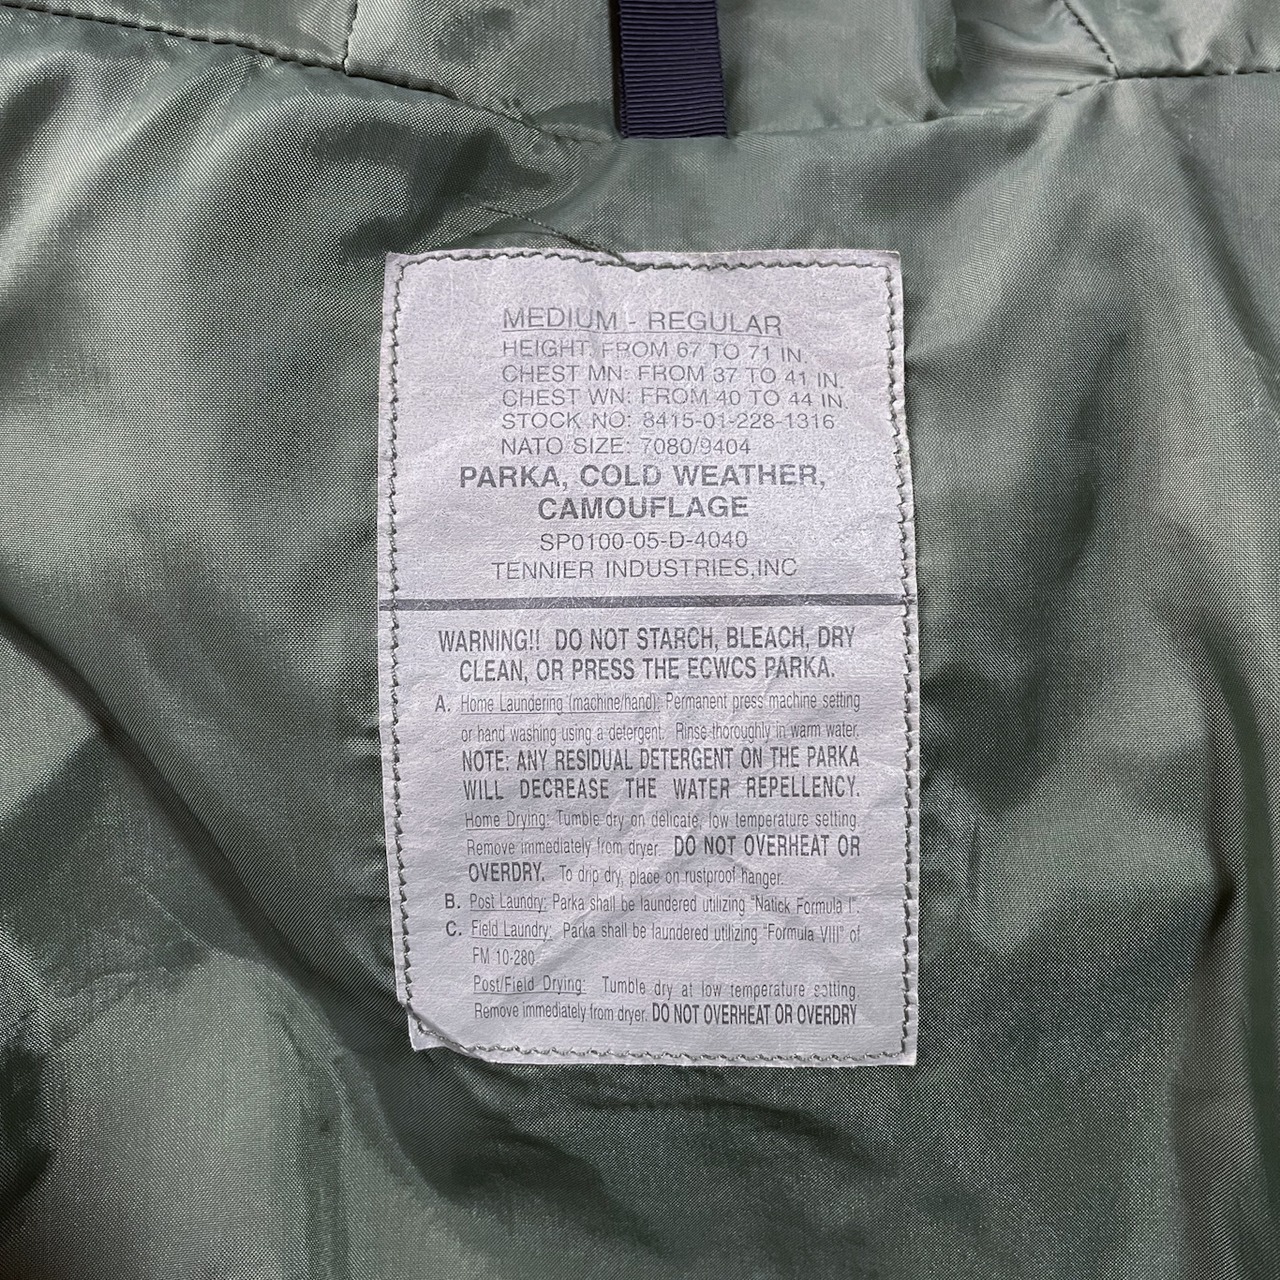 MEDIUM - REGULAR
HEIGHT: FROM 67 TO 71 IN.
CHEST MN: FROM 37 TO 41 IN.
CHEST WN: FROM 40 TO 44 IN.
STOCK NO: 8415-01-228-1316
NATO SIZE: 7080/9404
PARKA, COLD WEATHER,
CAMOUFLAGE
SP0100-05-D-4040
TENNIER INDUSTRIES,INC
WARNING!! DO NOT STARCH, BLEACH, DRY
CLEAN, OR PRESS THE ECWCS PARKA.
A. Home Laundering (machine/hand): Permanent press machine setting
or hand washing using a detergent. Rinse thoroughly in warm water.
NOTE: ANY RESIDUAL DETERGENT ON THE PARKA
WILL DECREASE THE WATER REPELLENCY.
Home Drying: Tumble dry on delicate, low temperature setting.
Remove immediately from dryer. DO NOT OVERHEAT OR
OVERDRY. To drip dry, place on rustproof hanger.
B. Post Laundry: Parka shall be laundered utilizing "Natick Formula I".
C. Field Laundry: Parka shall be laundered utilizing "Formula VIII" of
FM 10-280
Post/Field Drying: Tumble dry at low temperature setting
Remove immediately from dryer. DO NOT OVERHEAT OR OVERDRY